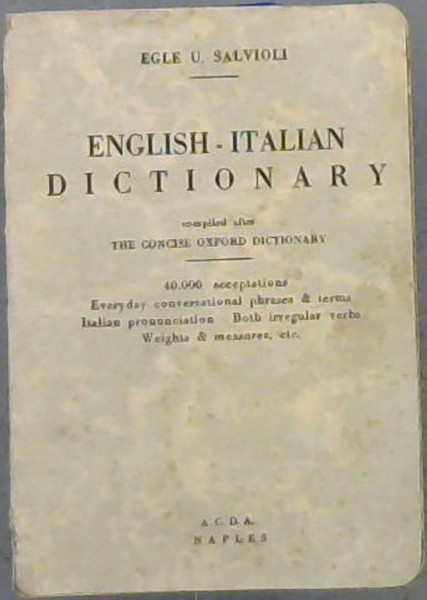 EGLE U. SALVIOLI
ENGLISH - ITALIAN
DICTIONARY
compiled after
THE CONCISE OXFORD DICTIONARY
40.000 acceptations
Everyday conversational phrases & terms
Italian prononciation Both irregular verbs
Weights & measures, etc.
A. C. D. A.
NAPLES